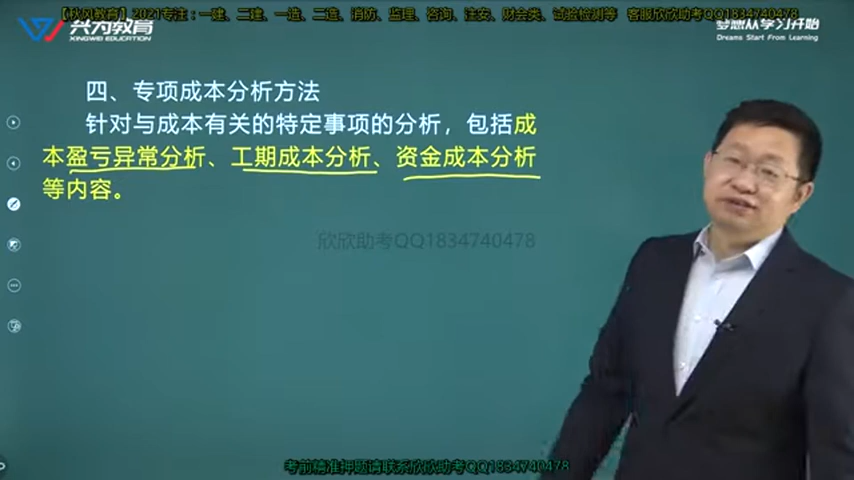 【秋风教育】2021专注：一建、二建、一造、二造、消防、监理、咨询、注安、财会类、试验检测等 客服欣欣助考QQ1834740478
兴为教育
XINGWEI EDUCATION
梦想从学习开始
Dreams Start From Learning
四、专项成本分析方法
针对与成本有关的特定事项的分析，包括成
本盈亏异常分析、工期成本分析、资金成本分析
等内容。
欣欣助考QQ1834740478
考前精准押题请联系欣欣助考QQ1834740478